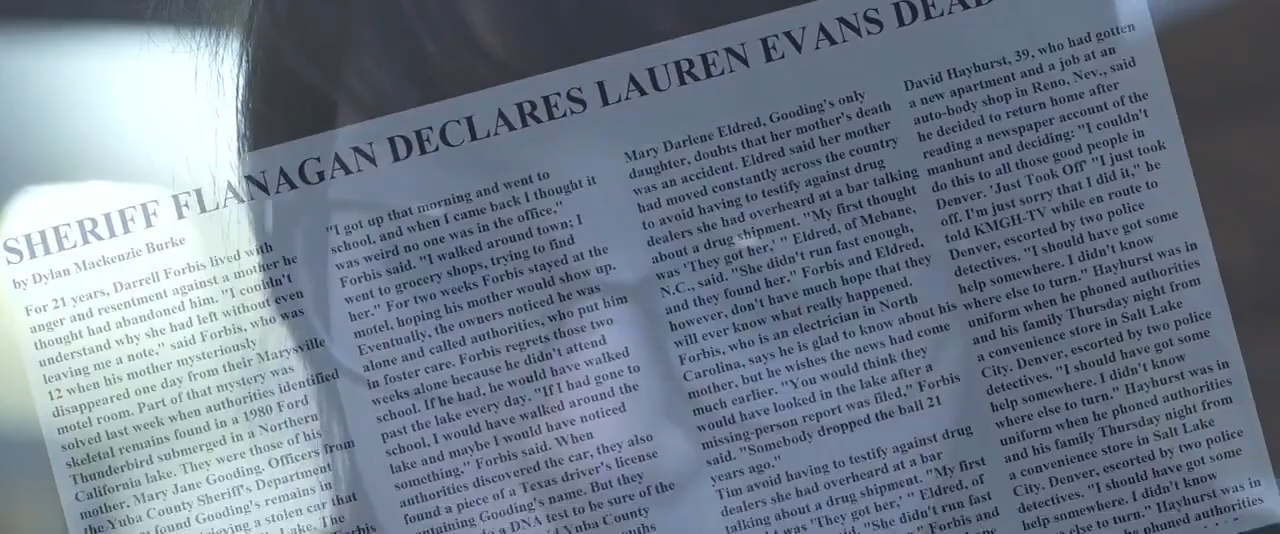 SHERIFF FLANAGAN DECLARES LAUREN EVANS DEAD
by Dylan Mackenzie Burke
For 21 years, Darrell Forbis lived with
anger and resentment against a mother he
thought had abandoned him. "I couldn't
understand why she had left without even
leaving me a note," said Forbis, who was
12 when his mother mysteriously
disappeared one day from their Marysville
motel room. Part of that mystery was
solved last week when authorities identified
skeletal remains found in a 1980 Ford
Thunderbird submerged in a Northern
California lake. They were those of his
mother, Mary Jane Gooding. Officers from
the Yuba County Sheriff's Department
found Gooding's remains in
a stolen car that
Lake. The
"I got up that morning and went to
school, and when I came back I thought it
was weird no one was in the office,"
Forbis said. "I walked around town; I
went to grocery shops, trying to find
her." For two weeks Forbis stayed at the
motel, hoping his mother would show up.
Eventually, the owners noticed he was
alone and called authorities, who put him
in foster care. Forbis regrets those two
weeks alone because he didn't attend
school. If he had, he would have walked
past the lake every day. "If I had gone to
school, I would have walked around the
lake and maybe I would have noticed
something," Forbis said. When
authorities discovered the car, they also
found a piece of a Texas driver's license
Gooding's name. But they
a DNA test to be sure of the
Yuba County
Mary Darlene Eldred, Gooding's only
daughter, doubts that her mother's death
was an accident. Eldred said her mother
had moved constantly across the country
to avoid having to testify against drug
dealers she had overheard at a bar talking
about a drug shipment. "My first thought
was 'They got her,' " Eldred, of Mebane,
N.C., said. "She didn't run fast enough,
and they found her." Forbis and Eldred,
however, don't have much hope that they
will ever know what really happened.
Forbis, who is an electrician in North
Carolina, says he is glad to know about his
mother, but he wishes the news had come
much earlier. "You would think they
would have looked in the lake after a
missing-person report was filed," Forbis
said. "Somebody dropped the ball 21
years ago."
Tim avoid having to testify against drug
dealers she had overheard at a bar
talking about a drug shipment. "My first
was 'They got her,' " Eldred, of
said. "She didn't run fast
Forbis and
David Hayhurst, 39, who had gotten
a new apartment and a job at an
auto-body shop in Reno, Nev., said
he decided to return home after
reading a newspaper account of the
manhunt and deciding: "I couldn't
do this to all those good people in
Denver. 'Just Took Off' "I just took
off. I'm just sorry that I did it," he
told KMGH-TV while en route to
Denver, escorted by two police
detectives. "I should have got some
help somewhere. I didn't know
where else to turn." Hayhurst was in
uniform when he phoned authorities
and his family Thursday night from
a convenience store in Salt Lake
City. Denver, escorted by two police
detectives. "I should have got some
help somewhere. I didn't know
where else to turn." Hayhurst was in
uniform when he phoned authorities
and his family Thursday night from
a convenience store in Salt Lake
City. Denver, escorted by two police
detectives. "I should have got some
help somewhere. I didn't know
else to turn." Hayhurst was in
he phoned authorities